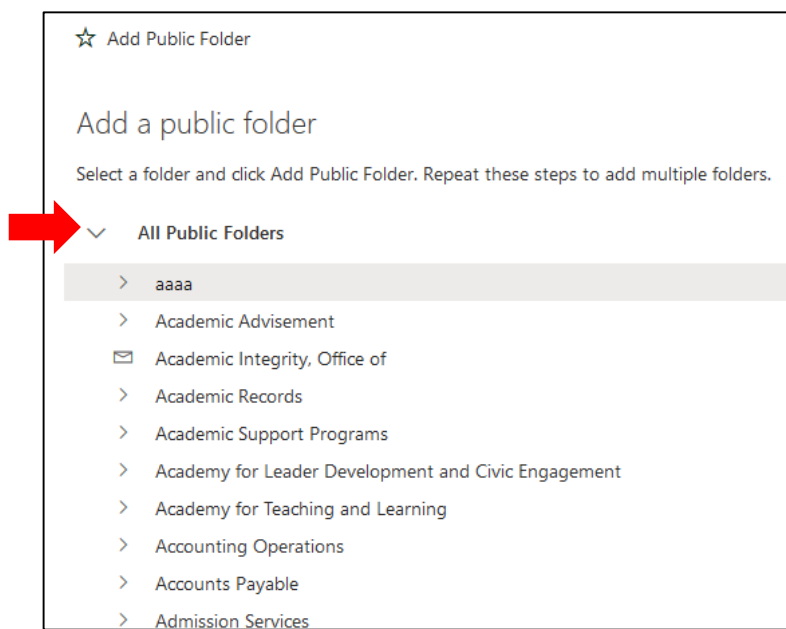 Add Public Folder
Add a public folder
Select a folder and click Add Public Folder. Repeat these steps to add multiple folders.
All Public Folders
aaaa
Academic Advisement
Academic Integrity, Office of
Academic Records
Academic Support Programs
Academy for Leader Development and Civic Engagement
Academy for Teaching and Learning
Accounting Operations
Accounts Payable
Admission Services